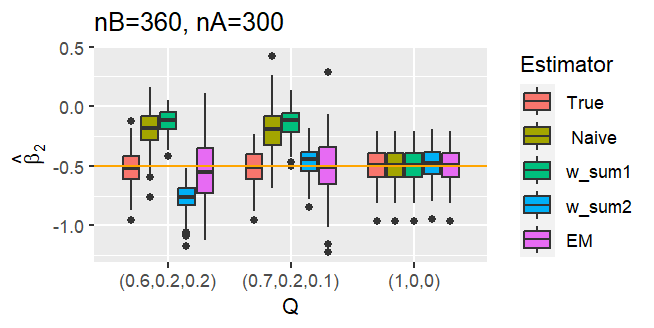 nB=360, nA=300
Estimator
True
Naive
w_sum1
w_sum2
EM
0.5
0.0
-0.5
-1.0
β̂₂
(0.6,0.2,0.2)
(0.7,0.2,0.1)
(1,0,0)
Q